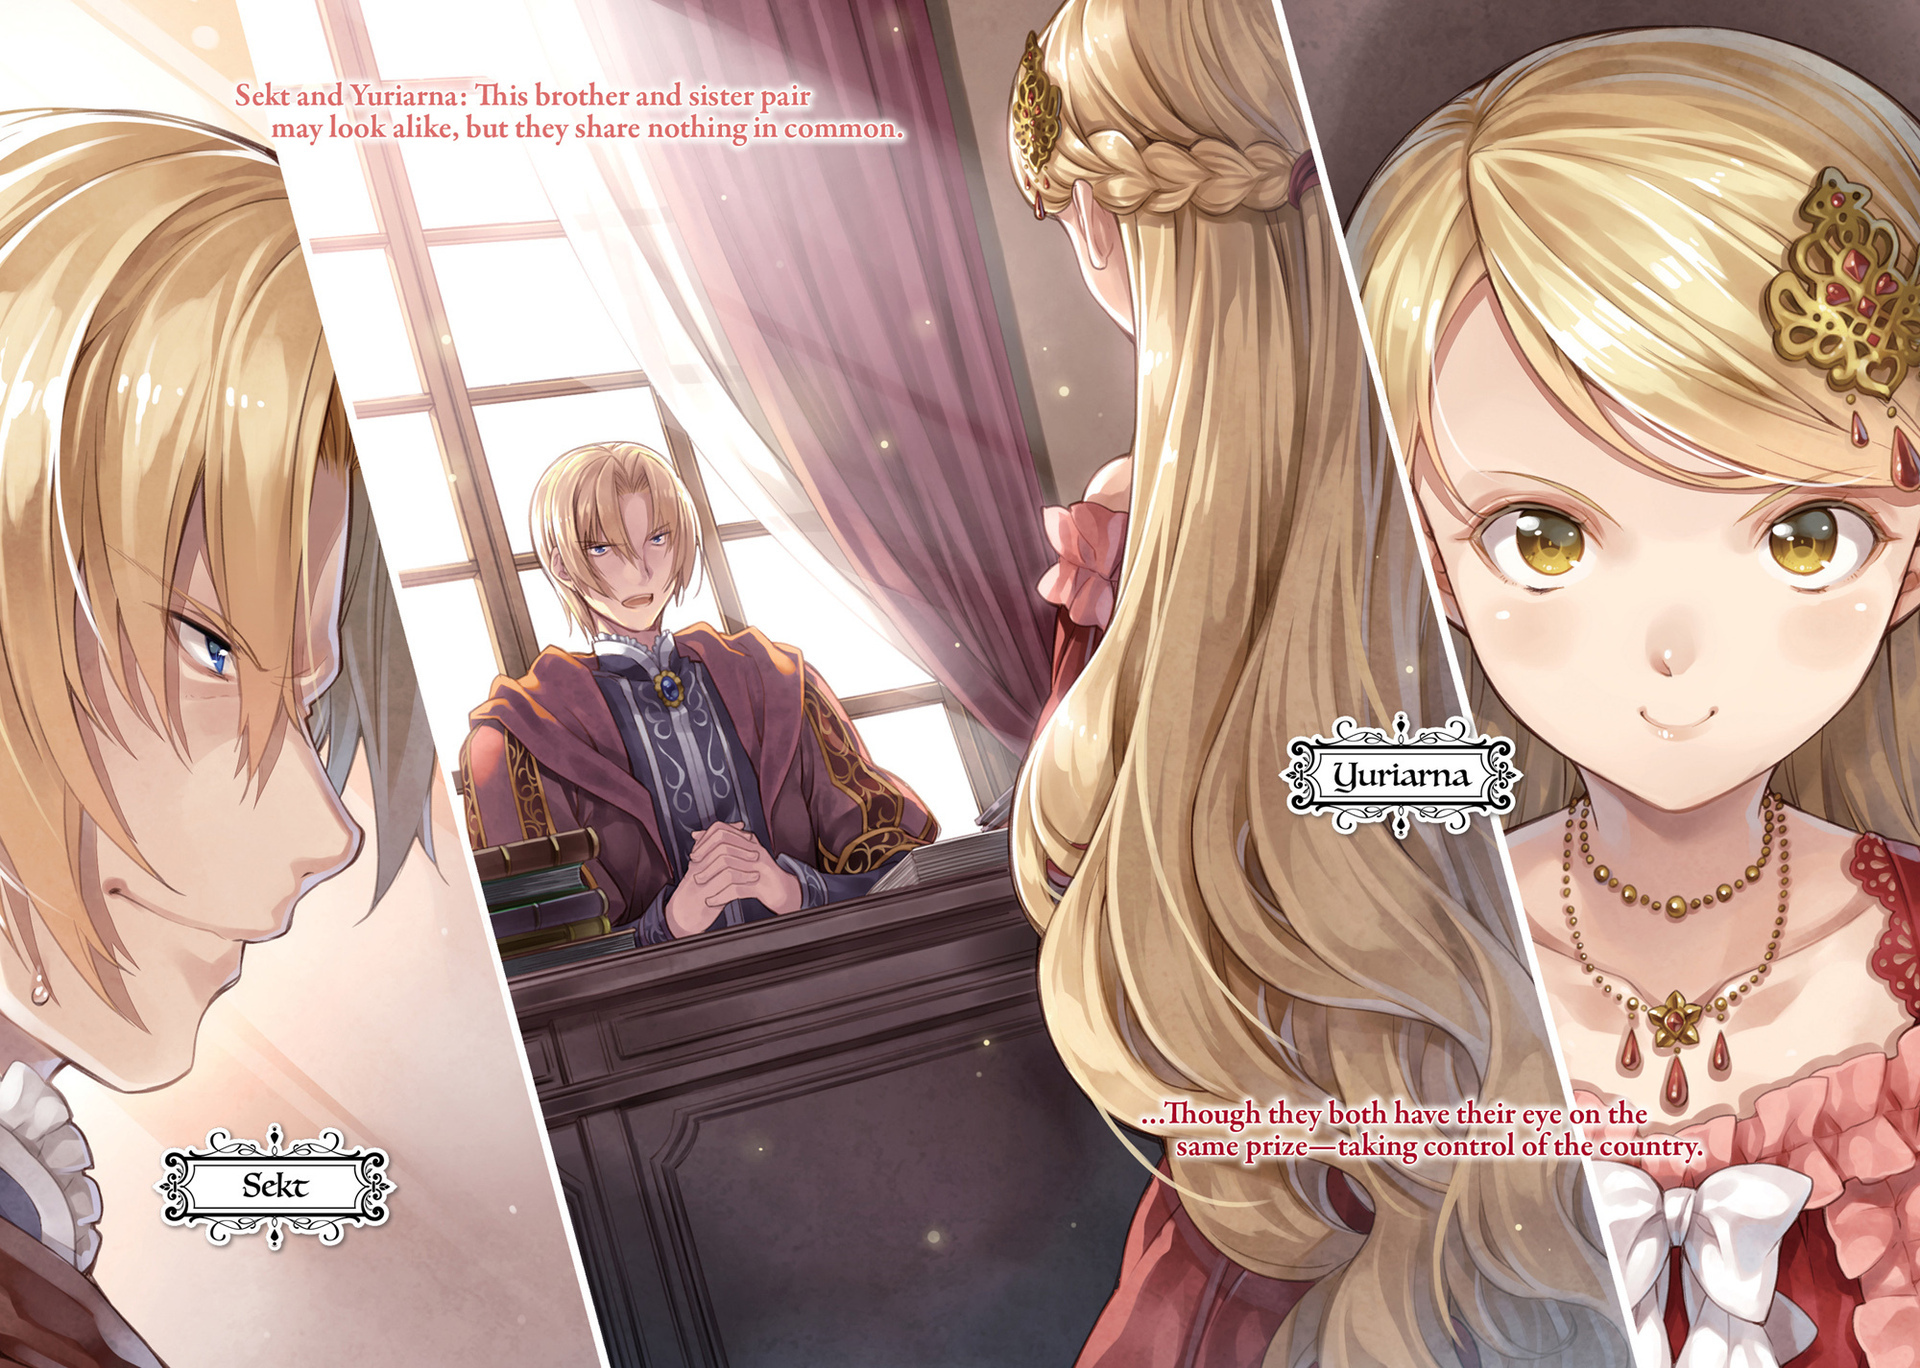 Sekt and Yuriarna: This brother and sister pair
may look alike, but they share nothing in common.
Yuriarna
...Though they both have their eye on the
same prize—taking control of the country.
Sekt